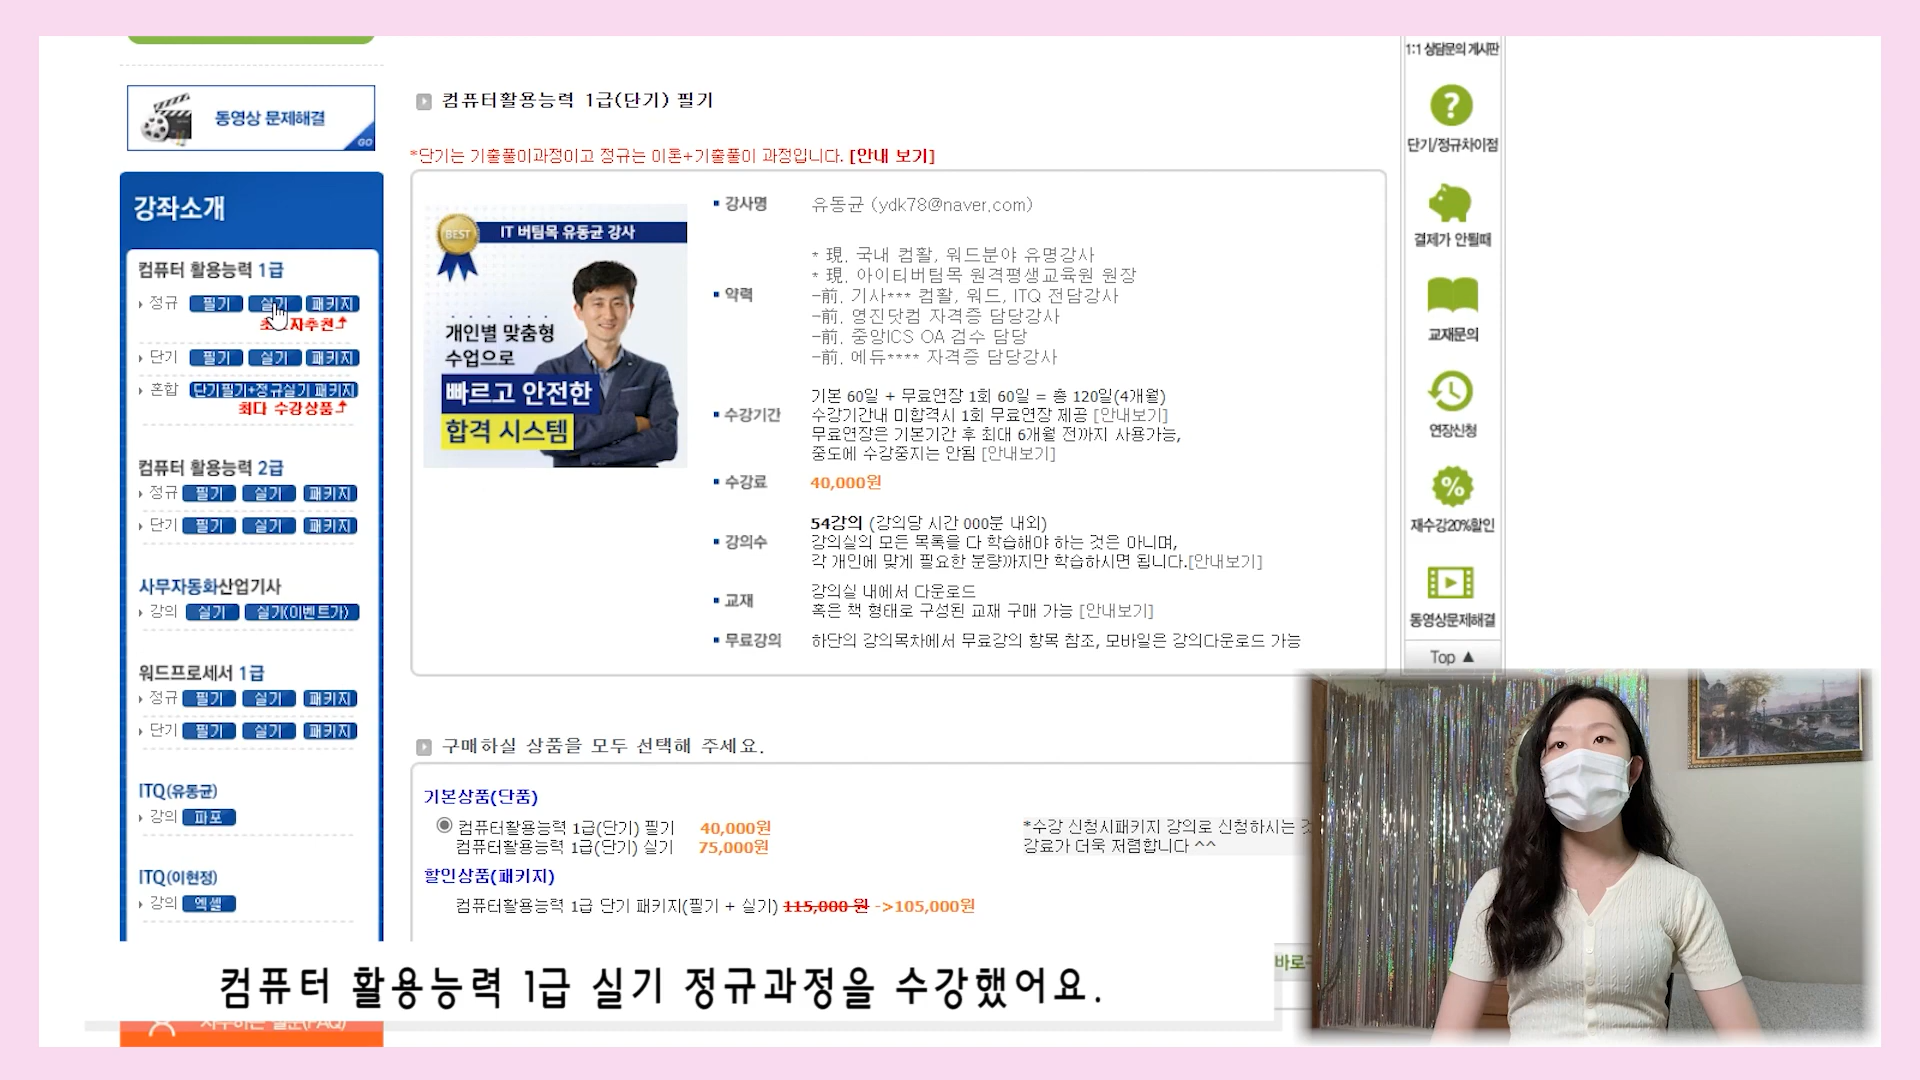 동영상 문제해결
GO
강좌소개
컴퓨터 활용능력 1급
정규 필기 실기 패키지
단기 필기 실기 패키지
혼합 단기필기+정규실기 패키지
최다 수강상품
컴퓨터 활용능력 2급
정규 필기 실기 패키지
단기 필기 실기 패키지
사무자동화산업기사
강의 실기 실기(이벤트가)
워드프로세서 1급
정규 필기 실기 패키지
단기 필기 실기 패키지
ITQ(유동균)
강의 파포
ITQ(이현정)
강의 엑셀
컴퓨터활용능력 1급(단기) 필기
*단기는 기출풀이과정이고 정규는 이론+기출풀이 과정입니다. [안내 보기]
BEST
IT 버팀목 유동균 강사
개인별 맞춤형
수업으로
빠르고 안전한
합격 시스템
강사명 유동균 (ydk78@naver.com)
약력
* 現. 국내 컴활, 워드분야 유명강사
* 現. 아이티버팀목 원격평생교육원 원장
-前. 기사*** 컴활, 워드, ITQ 전담강사
-前. 영진닷컴 자격증 담당강사
-前. 중앙ICS OA 검수 담당
-前. 에듀**** 자격증 담당강사
수강기간
기본 60일 + 무료연장 1회 60일 = 총 120일(4개월)
수강기간내 미합격시 1회 무료연장 제공 [안내보기]
무료연장은 기본기간 후 최대 6개월 전까지 사용가능,
중도에 수강중지는 안됨 [안내보기]
수강료 40,000원
강의수
54강의 (강의당 시간 000분 내외)
강의실의 모든 목록을 다 학습해야 하는 것은 아니며,
각 개인에 맞게 필요한 분량까지만 학습하시면 됩니다.[안내보기]
교재
강의실 내에서 다운로드
혹은 책 형태로 구성된 교재 구매 가능 [안내보기]
무료강의 하단의 강의목차에서 무료강의 항목 참조, 모바일은 강의다운로드 가능
구매하실 상품을 모두 선택해 주세요.
기본상품(단품)
컴퓨터활용능력 1급(단기) 필기 40,000원
컴퓨터활용능력 1급(단기) 실기 75,000원
할인상품(패키지)
컴퓨터활용능력 1급 단기 패키지(필기 + 실기) 115,000 원 ->105,000원
*수강 신청시패키지 강의로 신청하시는
강료가 더욱 저렴합니다 ^^
바로
1:1 상담문의 게시판
단기/정규차이점
결제가 안될때
교재문의
연장신청
재수강20%할인
동영상문제해결
Top ▲
컴퓨터 활용능력 1급 실기 정규과정을 수강했어요.